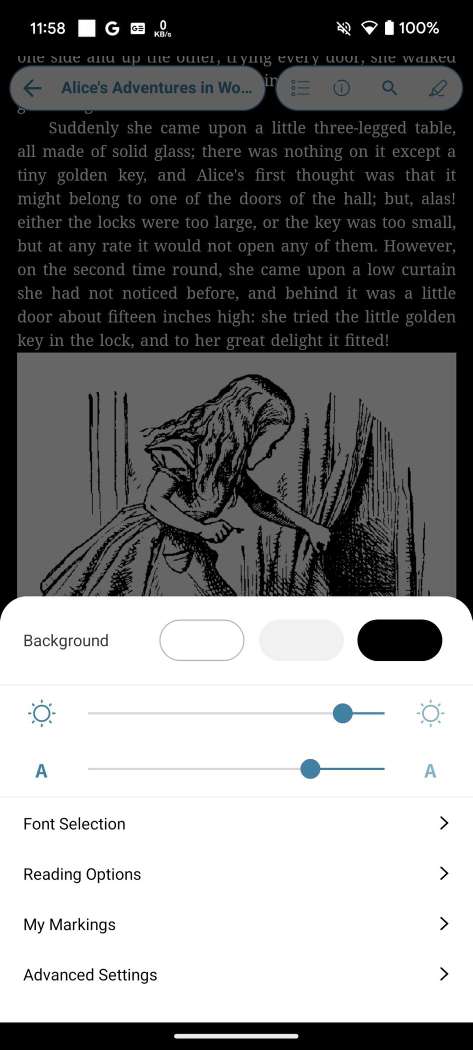 11:58 G GE 0 KB/s 100%
one side and up the other, trying every door, she walked
Alice's Adventures in Wo...
Suddenly she came upon a little three-legged table,
all made of solid glass; there was nothing on it except a
tiny golden key, and Alice's first thought was that it
might belong to one of the doors of the hall; but, alas!
either the locks were too large, or the key was too small,
but at any rate it would not open any of them. However,
on the second time round, she came upon a low curtain
she had not noticed before, and behind it was a little
door about fifteen inches high: she tried the little golden
key in the lock, and to her great delight it fitted!
Background
A A
Font Selection
Reading Options
My Markings
Advanced Settings